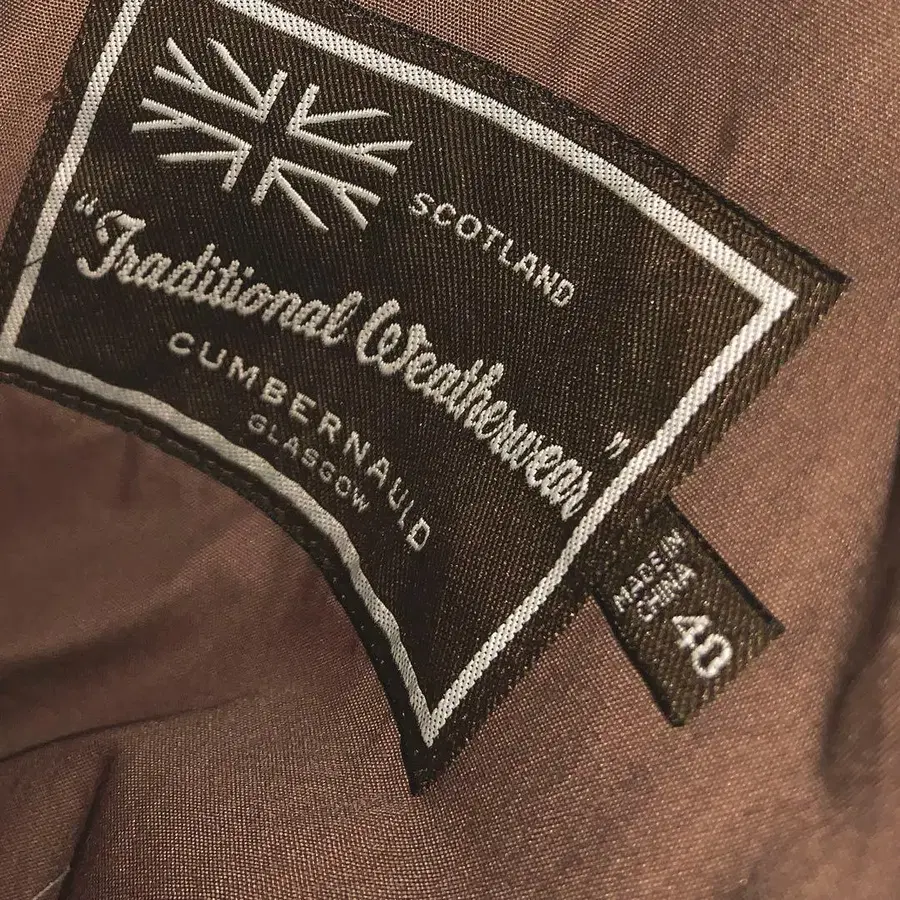 SCOTLAND
"Traditional Weatherwear"
CUMBERNAULD
GLASGOW
MADE IN
CHINA
40